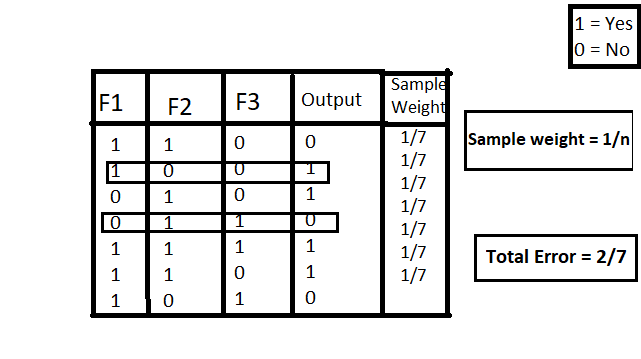 1 = Yes
0 = No
F1 F2 F3 Output Sample Weight
1 1 0 0 1/7
1 0 0 1 1/7
0 1 0 1 1/7
0 1 1 0 1/7
1 1 1 1 1/7
1 1 0 1 1/7
1 0 1 0 1/7
Sample weight = 1/n
Total Error = 2/7